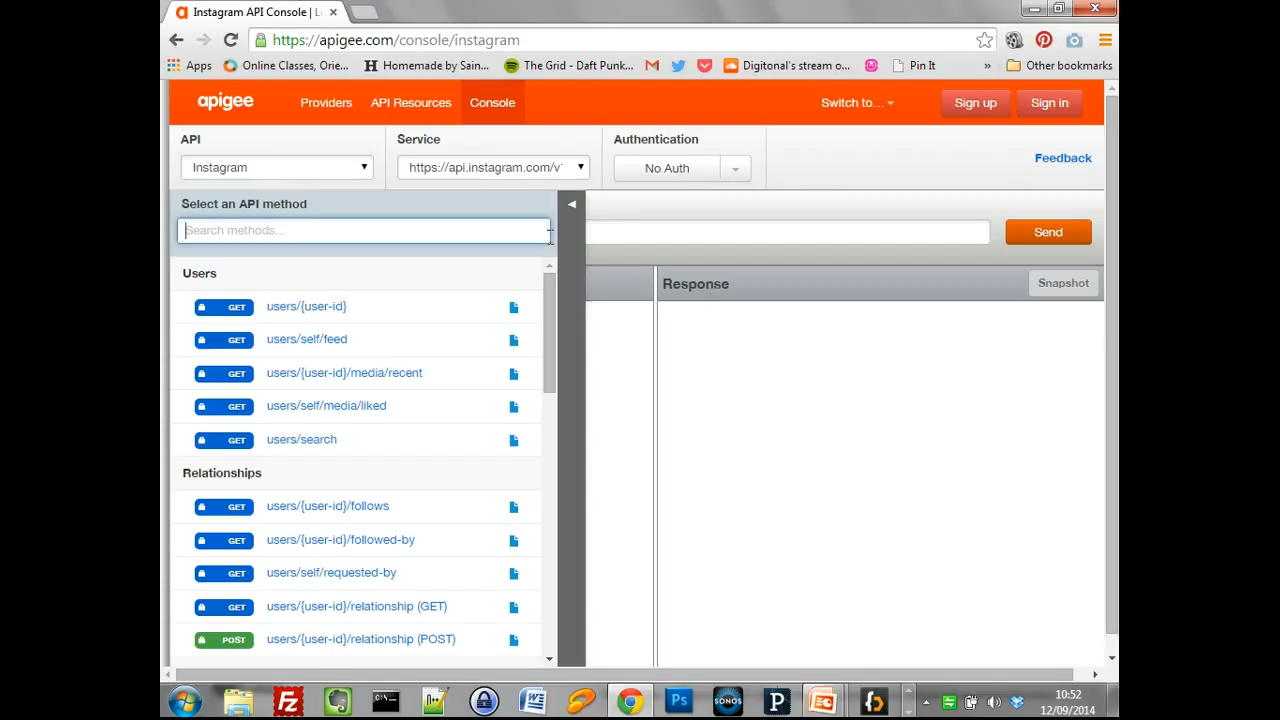 Instagram API Console | L
https://apigee.com/console/instagram
Apps Online Classes, Orie... Homemade by Sain... The Grid - Daft Punk... Digitonal's stream o... Pin It » Other bookmarks
apigee Providers API Resources Console Switch to... Sign up Sign in
API Service Authentication
Feedback
Instagram https://api.instagram.com/v1 No Auth
Select an API method
Search methods... Send
Users Response Snapshot
GET users/{user-id}
GET users/self/feed
GET users/{user-id}/media/recent
GET users/self/media/liked
GET users/search
Relationships
GET users/{user-id}/follows
GET users/{user-id}/followed-by
GET users/self/requested-by
GET users/{user-id}/relationship (GET)
POST users/{user-id}/relationship (POST)
Ps SONOS P
10:52
12/09/2014